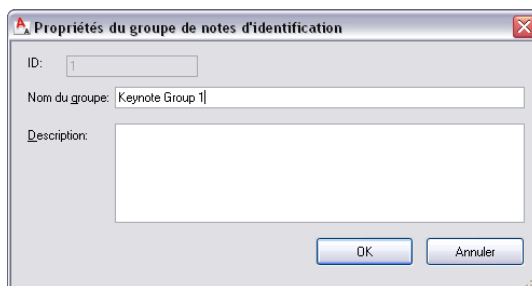 Propriétés du groupe de notes d'identification
ID: 1
Nom du groupe: Keynote Group 1
Description:
OK Annuler